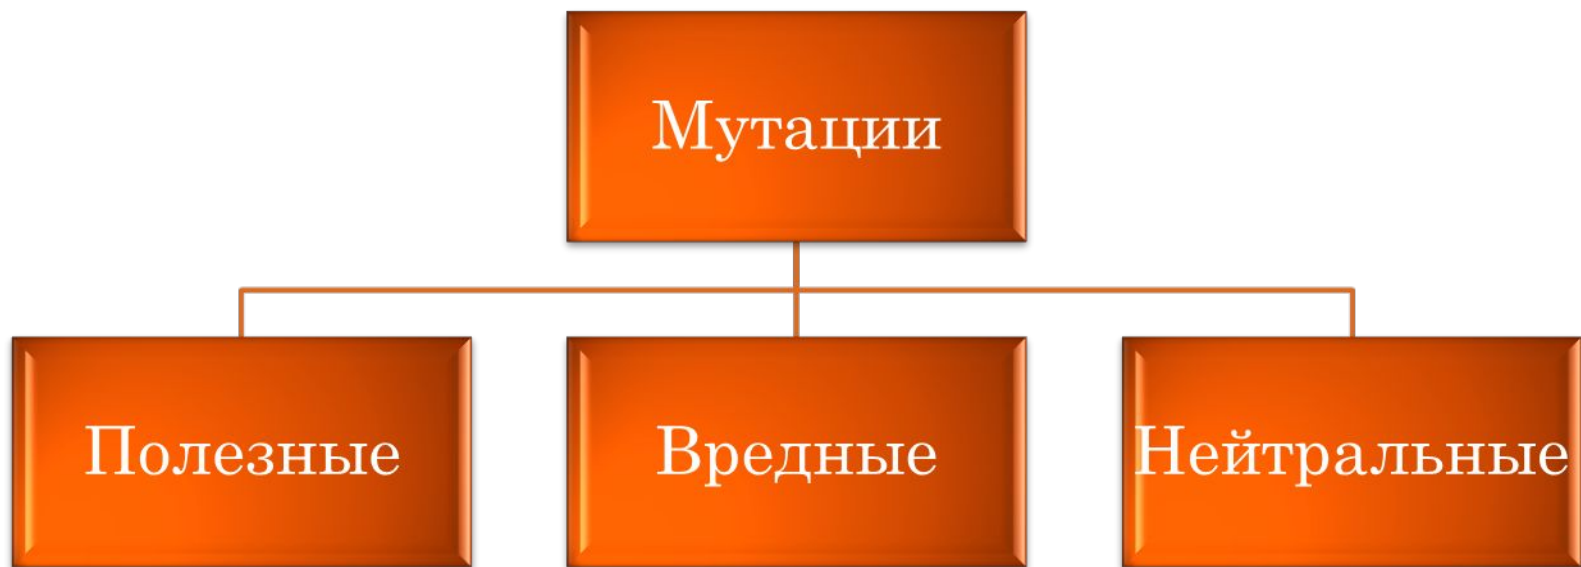 Мутации
Полезные
Вредные
Нейтральные